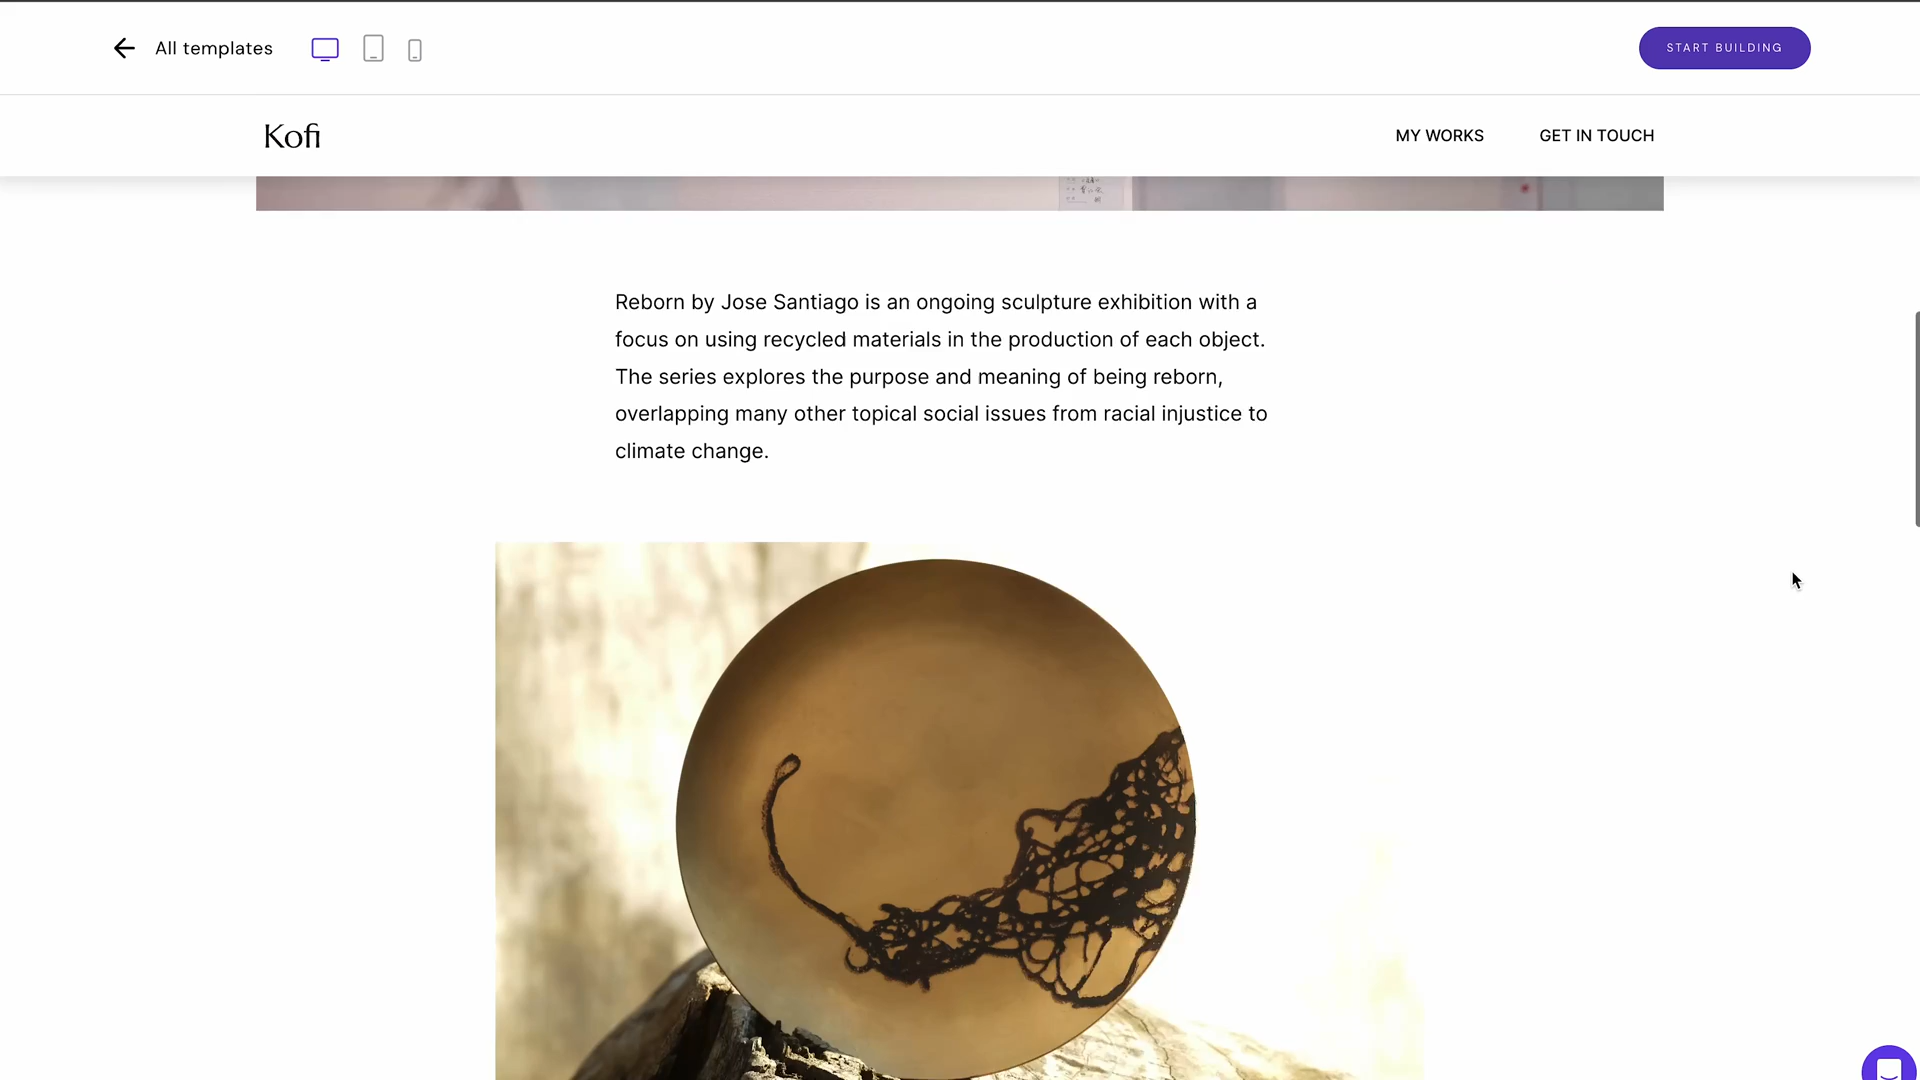 All templates
START BUILDING
Kofi
MY WORKS
GET IN TOUCH
Reborn by Jose Santiago is an ongoing sculpture exhibition with a
focus on using recycled materials in the production of each object.
The series explores the purpose and meaning of being reborn,
overlapping many other topical social issues from racial injustice to
climate change.